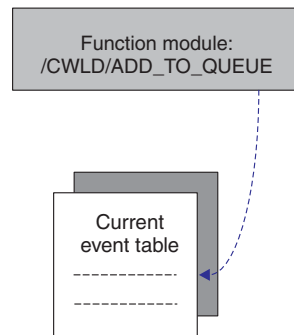 Function module:
/CWLD/ADD_TO_QUEUE
Current
event table